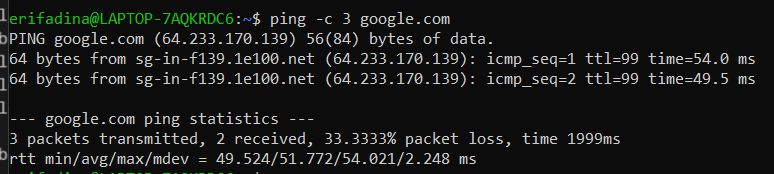 erifadina@LAPTOP-7AQKRDC6:~$ ping -c 3 google.com
PING google.com (64.233.170.139) 56(84) bytes of data.
64 bytes from sg-in-f139.1e100.net (64.233.170.139): icmp_seq=1 ttl=99 time=54.0 ms
64 bytes from sg-in-f139.1e100.net (64.233.170.139): icmp_seq=2 ttl=99 time=49.5 ms

--- google.com ping statistics ---
3 packets transmitted, 2 received, 33.3333% packet loss, time 1999ms
rtt min/avg/max/mdev = 49.524/51.772/54.021/2.248 ms